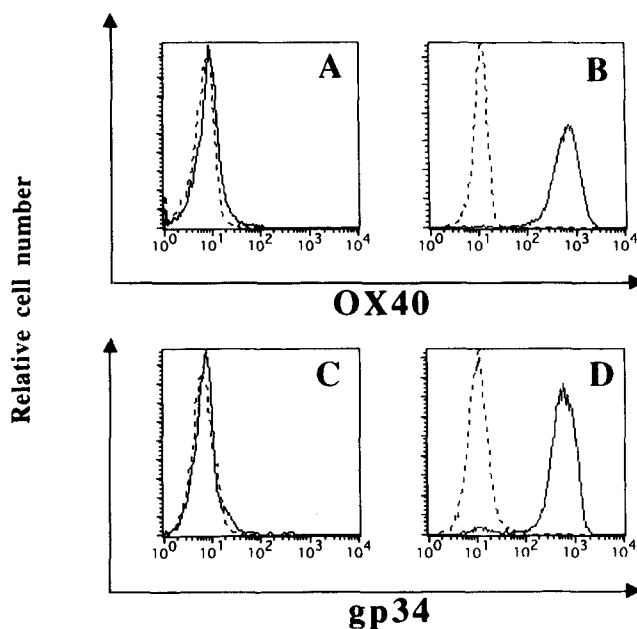 Relative cell number
A
B
10⁰ 10¹ 10² 10³ 10⁴
10⁰ 10¹ 10² 10³ 10⁴
OX40
C
D
10⁰ 10¹ 10² 10³ 10⁴
10⁰ 10¹ 10² 10³ 10⁴
gp34